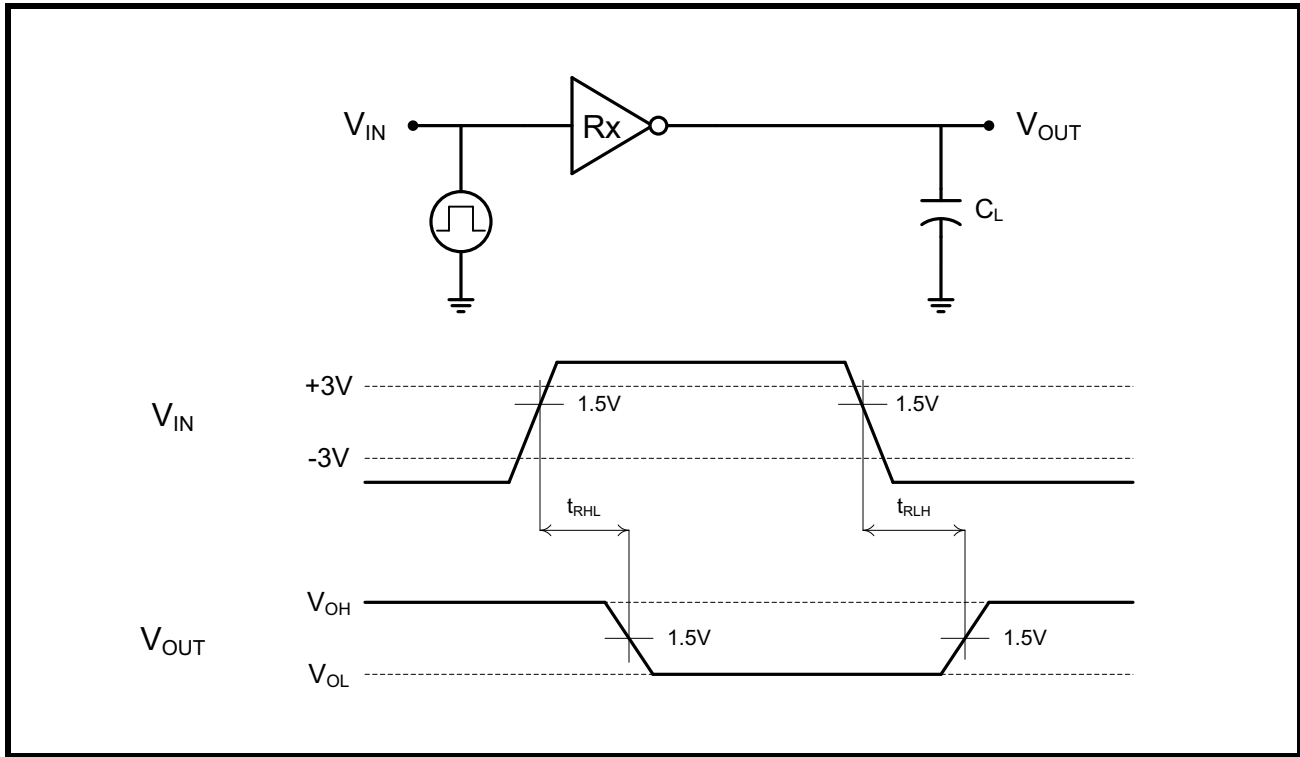 V_IN Rx V_OUT
C_L
+3V
1.5V 1.5V
V_IN
-3V
t_RHL t_RLH
V_OH
1.5V 1.5V
V_OUT
V_OL